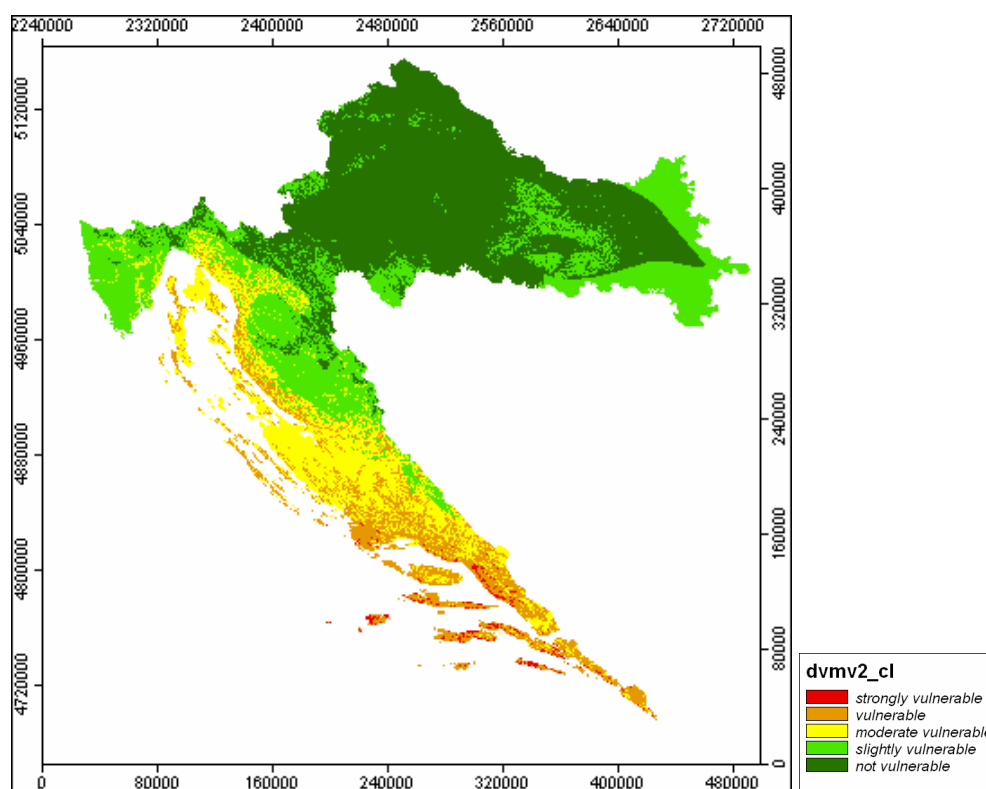 2240000 2320000 2400000 2480000 2560000 2640000 2720000
5120000
5040000
4960000
4880000
4800000
4720000
480000
400000
320000
240000
160000
80000
0
0 80000 160000 240000 320000 400000 480000
dvmv2_cl
strongly vulnerable
vulnerable
moderate vulnerable
slightly vulnerable
not vulnerable